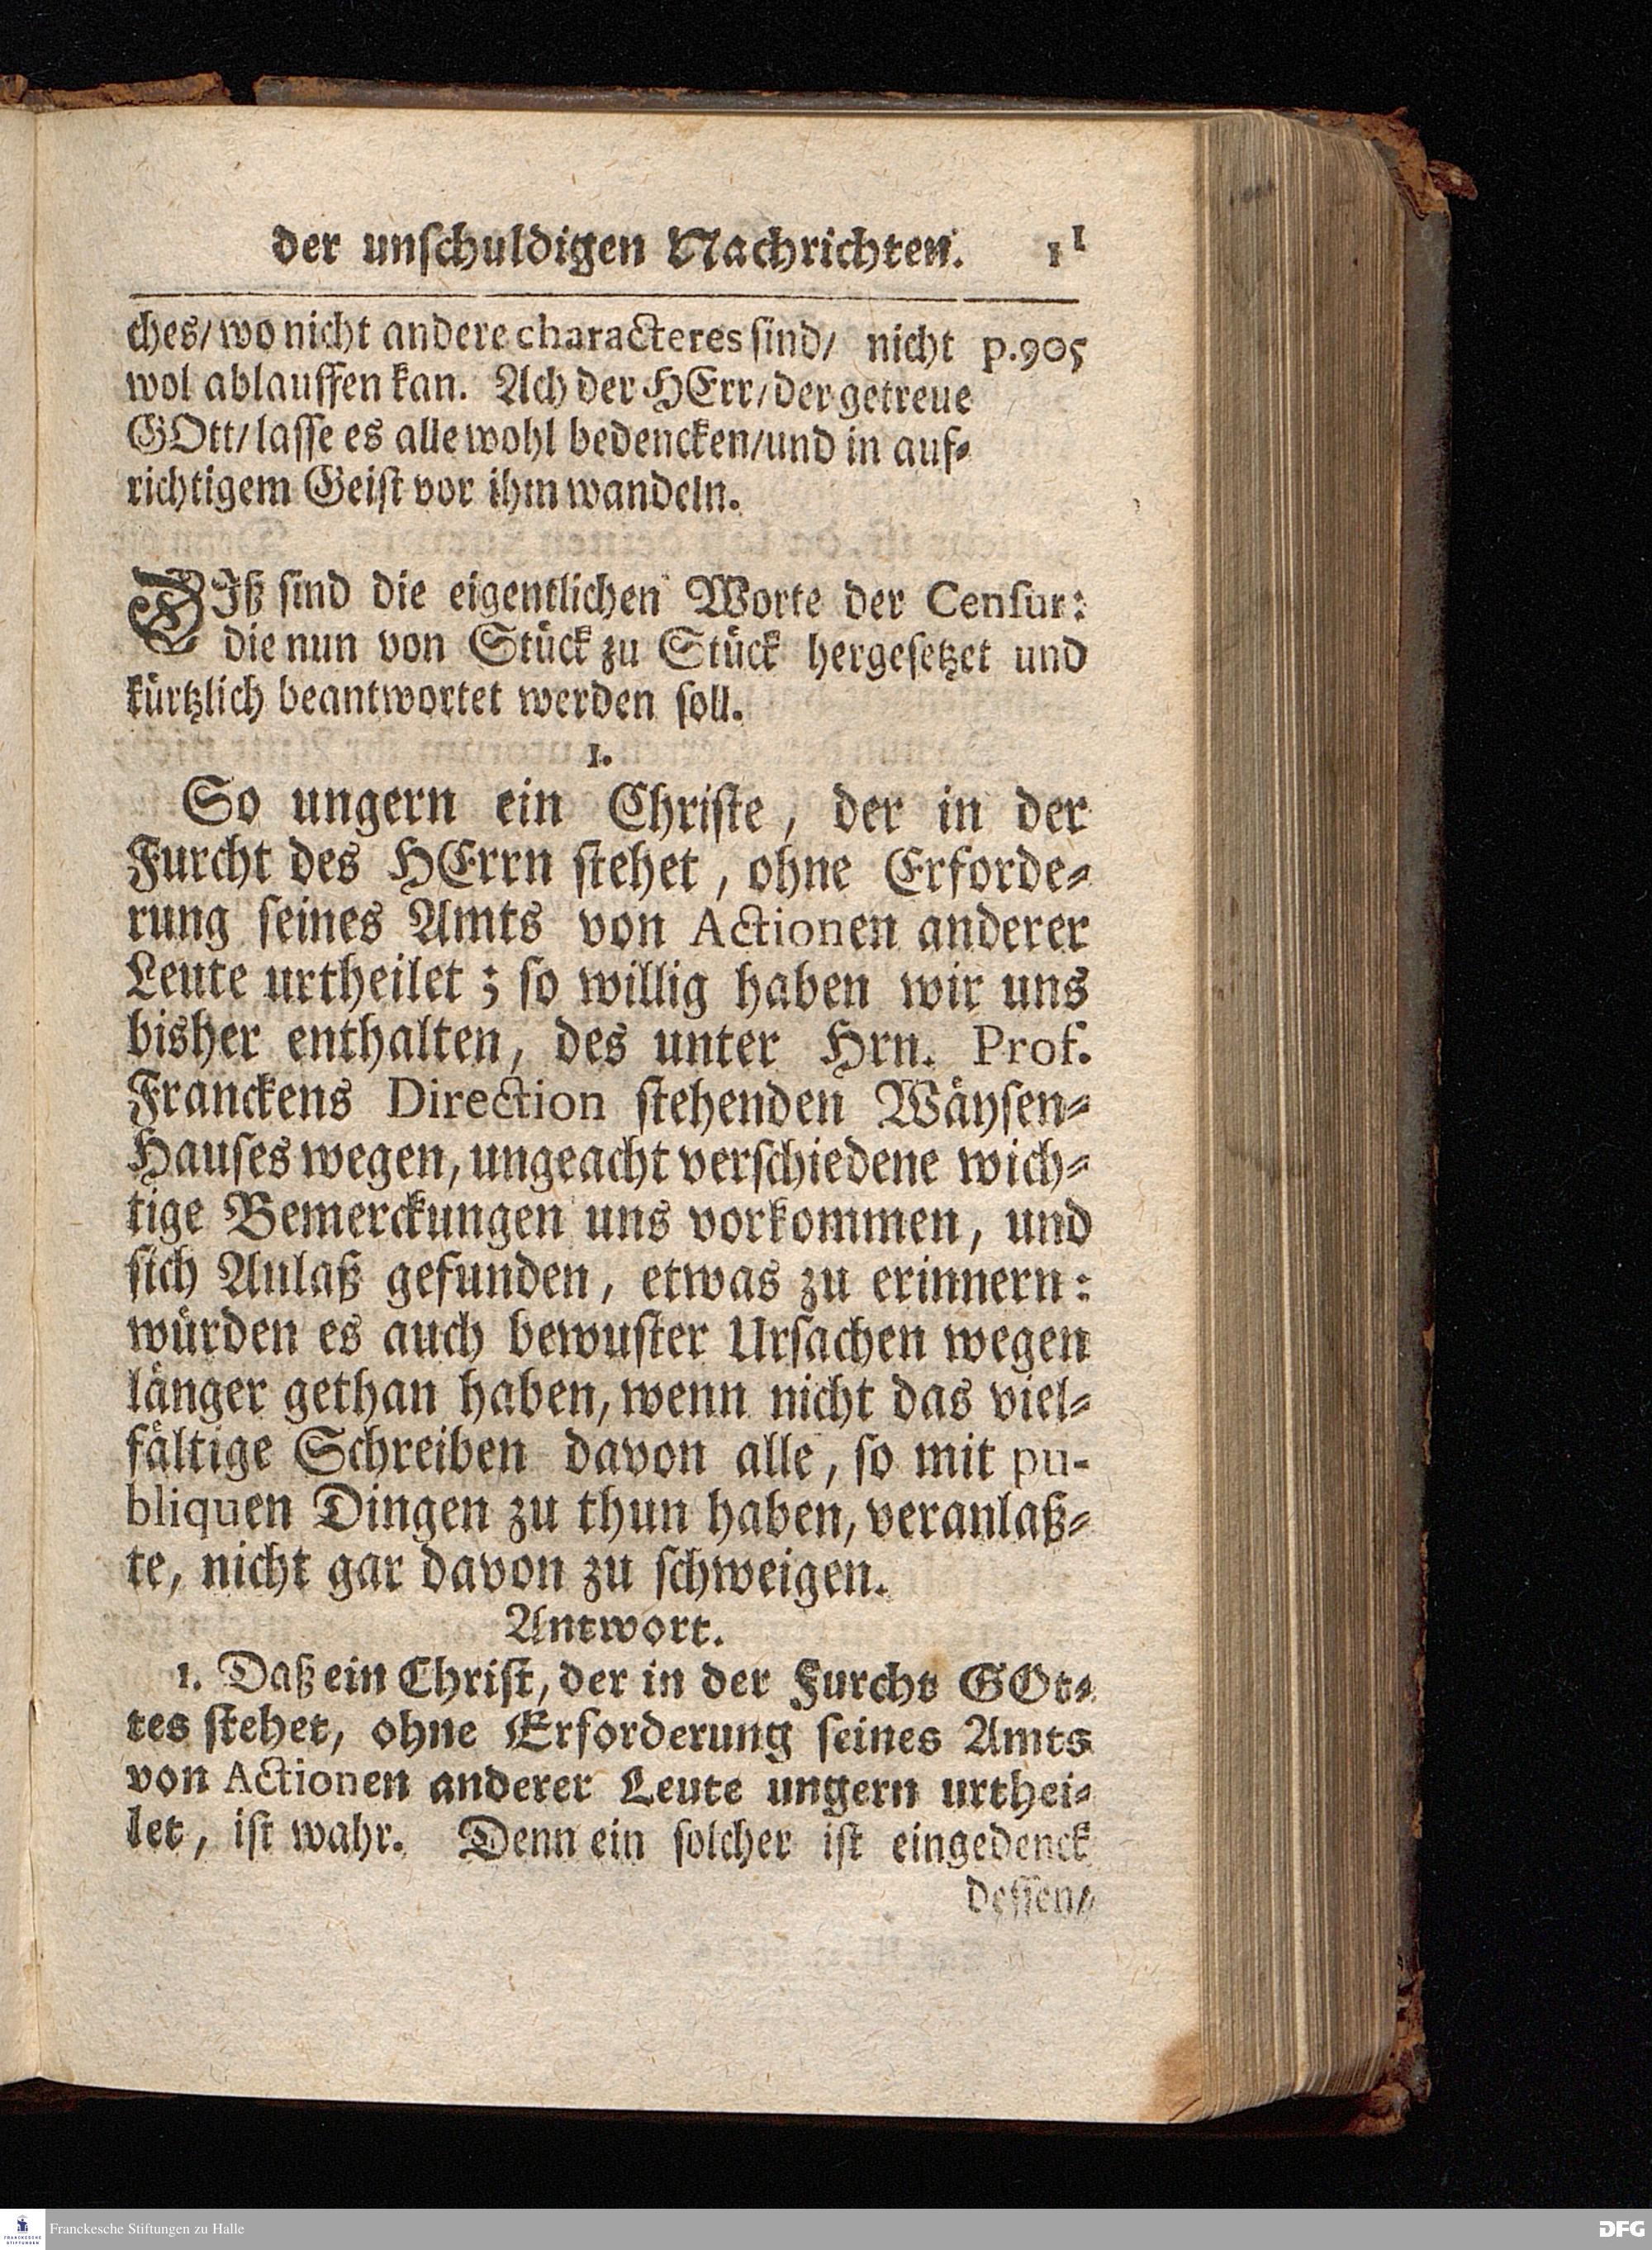 der unschuldigen Nachrichten. 11
ches/ wo nicht andere characteres sind/ nicht p.905
wol ablauffen kan. Ach der HErr/ der getreue
GOtt/ lasse es alle wohl bedencken/ und in auf⸗
richtigem Geist vor ihm wandeln.
DIß sind die eigentlichen Worte der Censur:
die nun von Stück zu Stück hergesetzet und
kürtzlich beantwortet werden soll.
1.
So ungern ein Christe, der in der
Furcht des HErrn stehet, ohne Erforde⸗
rung seines Amts von Actionen anderer
Leute urtheilet; so willig haben wir uns
bisher enthalten, des unter Hrn. Prof.
Franckens Direction stehenden Wäysen⸗
Hauses wegen, ungeacht verschiedene wich⸗
tige Bemerckungen uns vorkommen, und
sich Anlaß gefunden, etwas zu erinnern:
würden es auch bewuster Ursachen wegen
länger gethan haben, wenn nicht das viel⸗
fältige Schreiben davon alle, so mit pu-
bliquen Dingen zu thun haben, veranlaß⸗
te, nicht gar davon zu schweigen.
Antwort.
1. Daß ein Christ, der in der Furcht GOt⸗
tes stehet, ohne Erforderung seines Amts
von Actionen anderer Leute ungern urthei⸗
let, ist wahr. Denn ein solcher ist eingedenck
dessen/
Franckesche Stiftungen zu Halle
FRANCKESCHE STIFTUNGEN
DFG